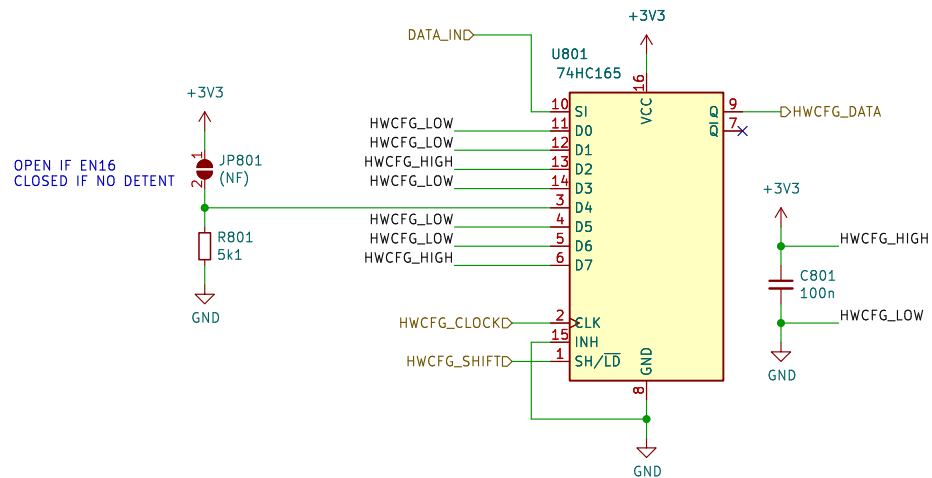 +3V3
DATA_IN
U801
74HC165
16
VCC
10
SI
9
Q
HWCFG_DATA
7
Q
+3V3
1
JP801
(NF)
2
OPEN IF EN16
CLOSED IF NO DETENT
HWCFG_LOW
11
D0
HWCFG_LOW
12
D1
HWCFG_HIGH
13
D2
HWCFG_LOW
14
D3
3
D4
HWCFG_LOW
4
D5
HWCFG_LOW
5
D6
HWCFG_HIGH
6
D7
R801
5k1
GND
+3V3
HWCFG_HIGH
C801
100n
HWCFG_LOW
GND
HWCFG_CLOCK
2
CLK
15
INH
HWCFG_SHIFT
1
SH/LD
GND
8
GND